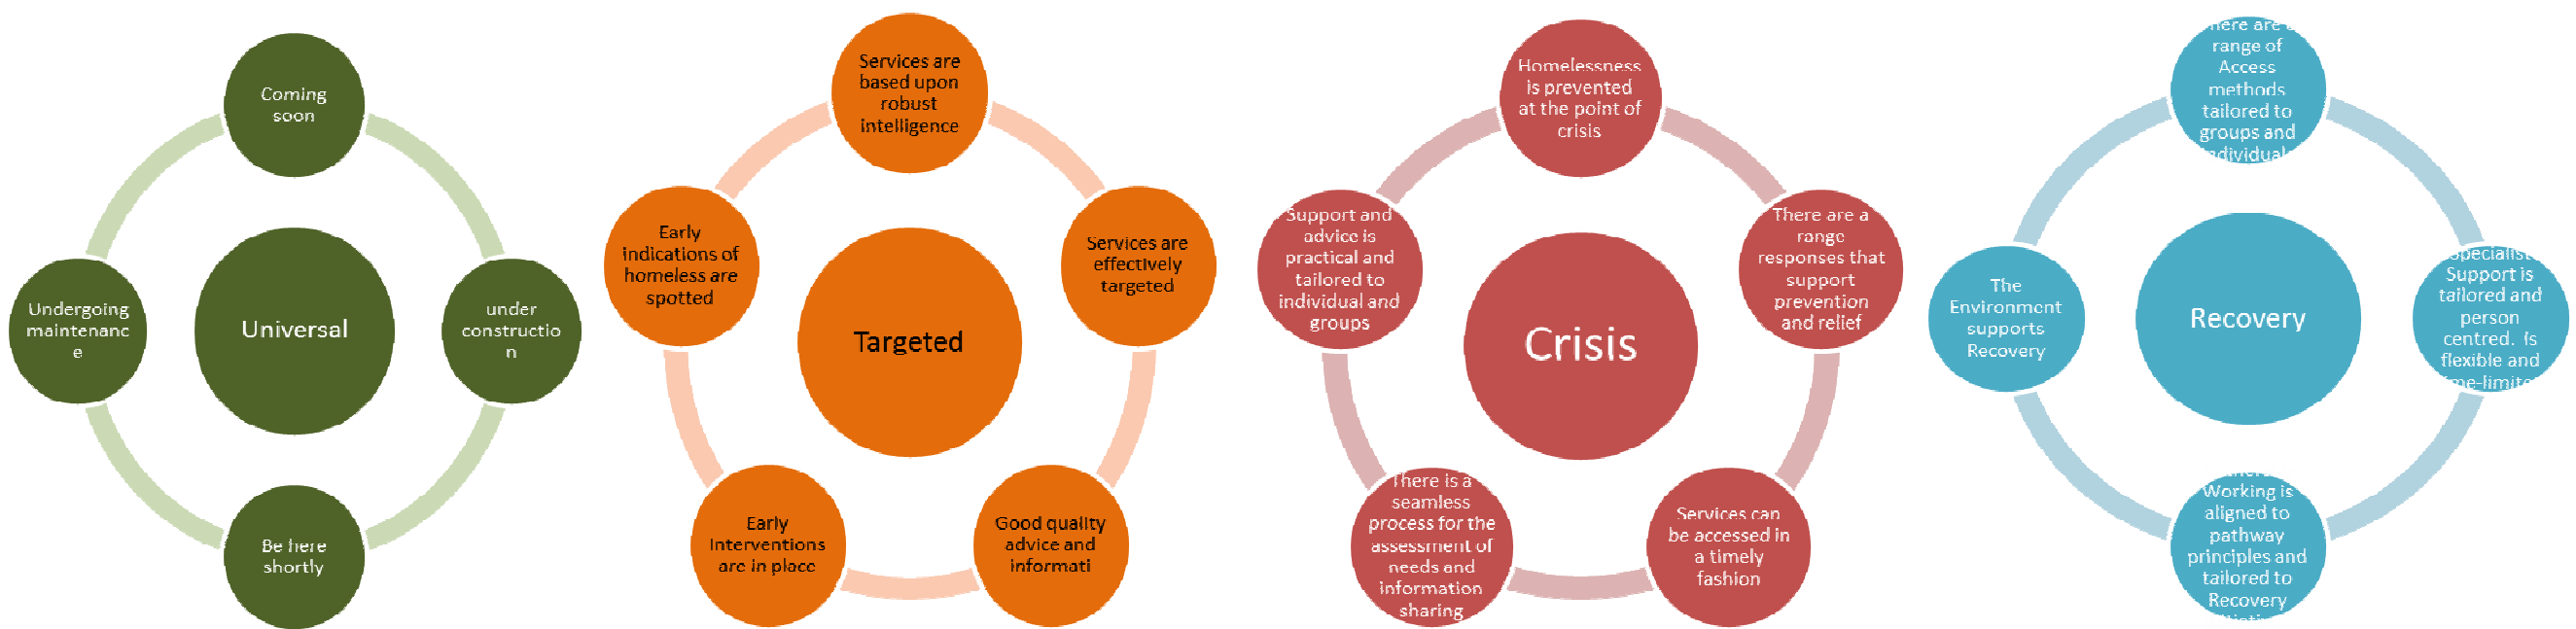 Coming
soon
under
constructio
n
Be here
shortly
Undergoing
maintenanc
e
Universal
Services are
based upon
robust
intelligence
Services are
effectively
targeted
Good quality
advice and
informati
Early
Interventions
are in place
Early
indications of
homeless are
spotted
Targeted
Homelessness
is prevented
at the point of
crisis
There are a
range
responses that
support
prevention
and relief
Services can
be accessed in
a timely
fashion
There is a
seamless
process for the
assessment of
needs and
information
sharing
Support and
advice is
practical and
tailored to
individual and
groups
Crisis
here are
range of
Access
methods
tailored to
groups and
ndividual
Specialist
Support is
tailored and
person
centred. Is
flexible and
me-limite
Working is
aligned to
pathway
principles and
tailored to
Recovery
The
Environment
supports
Recovery
Recovery